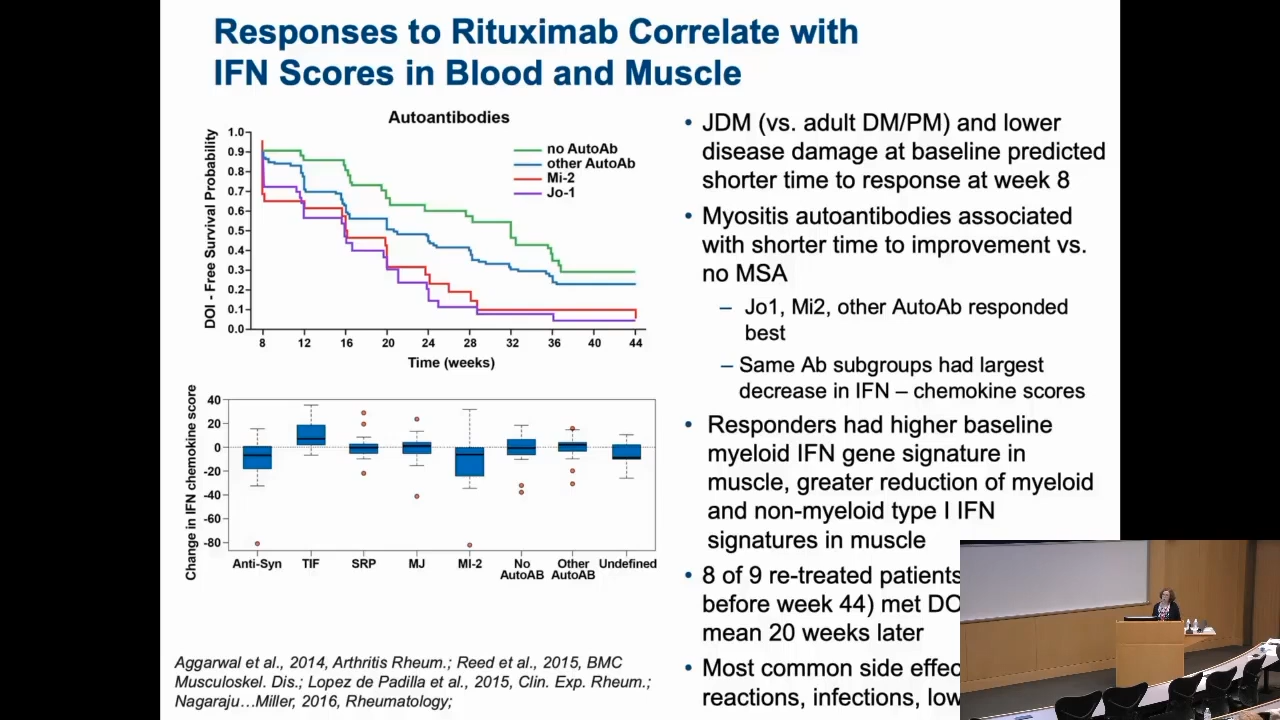 Responses to Rituximab Correlate with
IFN Scores in Blood and Muscle
Autoantibodies
DOI - Free Survival Probability
1.0
0.9
0.8
0.7
0.6
0.5
0.4
0.3
0.2
0.1
0.0
no AutoAb
other AutoAb
Mi-2
Jo-1
8 12 16 20 24 28 32 36 40 44
Time (weeks)
Change in IFN chemokine score
40
20
0
-20
-40
-60
-80
Anti-Syn TIF SRP MJ MI-2 No AutoAB Other AutoAB Undefined
Aggarwal et al., 2014, Arthritis Rheum.; Reed et al., 2015, BMC
Musculoskel. Dis.; Lopez de Padilla et al., 2015, Clin. Exp. Rheum.;
Nagaraju…Miller, 2016, Rheumatology;
• JDM (vs. adult DM/PM) and lower
disease damage at baseline predicted
shorter time to response at week 8
• Myositis autoantibodies associated
with shorter time to improvement vs.
no MSA
– Jo1, Mi2, other AutoAb responded
best
– Same Ab subgroups had largest
decrease in IFN – chemokine scores
• Responders had higher baseline
myeloid IFN gene signature in
muscle, greater reduction of myeloid
and non-myeloid type I IFN
signatures in muscle
• 8 of 9 re-treated patients
before week 44) met
mean 20 weeks later
• Most common side
reactions, infections,